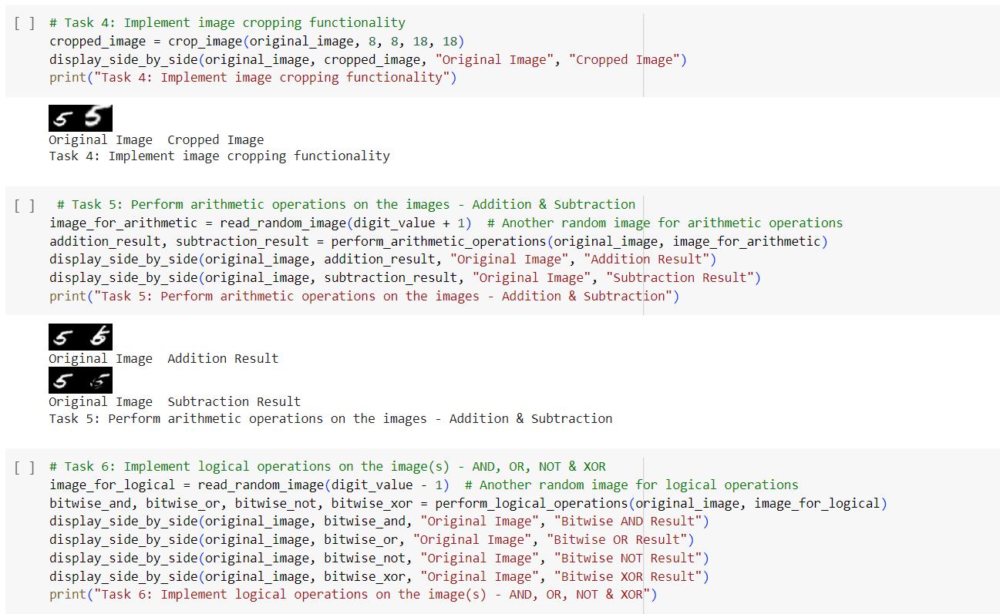 [ ] # Task 4: Implement image cropping functionality
cropped_image = crop_image(original_image, 8, 8, 18, 18)
display_side_by_side(original_image, cropped_image, "Original Image", "Cropped Image")
print("Task 4: Implement image cropping functionality")
5 5
Original Image  Cropped Image
Task 4: Implement image cropping functionality
[ ] # Task 5: Perform arithmetic operations on the images - Addition & Subtraction
image_for_arithmetic = read_random_image(digit_value + 1)  # Another random image for arithmetic operations
addition_result, subtraction_result = perform_arithmetic_operations(original_image, image_for_arithmetic)
display_side_by_side(original_image, addition_result, "Original Image", "Addition Result")
display_side_by_side(original_image, subtraction_result, "Original Image", "Subtraction Result")
print("Task 5: Perform arithmetic operations on the images - Addition & Subtraction")
5
Original Image  Addition Result
5 5
Original Image  Subtraction Result
Task 5: Perform arithmetic operations on the images - Addition & Subtraction
[ ] # Task 6: Implement logical operations on the image(s) - AND, OR, NOT & XOR
image_for_logical = read_random_image(digit_value - 1)  # Another random image for logical operations
bitwise_and, bitwise_or, bitwise_not, bitwise_xor = perform_logical_operations(original_image, image_for_logical)
display_side_by_side(original_image, bitwise_and, "Original Image", "Bitwise AND Result")
display_side_by_side(original_image, bitwise_or, "Original Image", "Bitwise OR Result")
display_side_by_side(original_image, bitwise_not, "Original Image", "Bitwise NOT Result")
display_side_by_side(original_image, bitwise_xor, "Original Image", "Bitwise XOR Result")
print("Task 6: Implement logical operations on the image(s) - AND, OR, NOT & XOR")